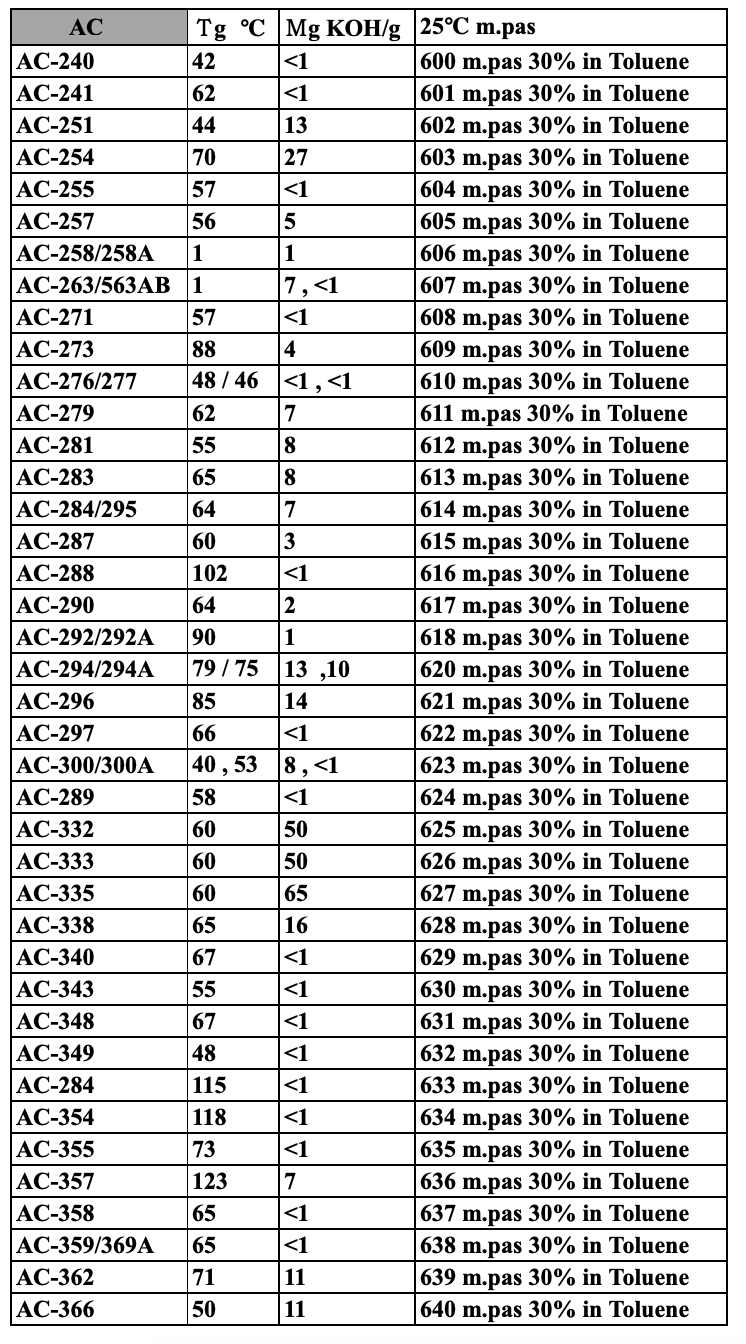 AC Tg ℃ Mg KOH/g 25℃ m.pas
AC-240 42 <1 600 m.pas 30% in Toluene
AC-241 62 <1 601 m.pas 30% in Toluene
AC-251 44 13 602 m.pas 30% in Toluene
AC-254 70 27 603 m.pas 30% in Toluene
AC-255 57 <1 604 m.pas 30% in Toluene
AC-257 56 5 605 m.pas 30% in Toluene
AC-258/258A 1 1 606 m.pas 30% in Toluene
AC-263/563AB 1 7 , <1 607 m.pas 30% in Toluene
AC-271 57 <1 608 m.pas 30% in Toluene
AC-273 88 4 609 m.pas 30% in Toluene
AC-276/277 48 / 46 <1 , <1 610 m.pas 30% in Toluene
AC-279 62 7 611 m.pas 30% in Toluene
AC-281 55 8 612 m.pas 30% in Toluene
AC-283 65 8 613 m.pas 30% in Toluene
AC-284/295 64 7 614 m.pas 30% in Toluene
AC-287 60 3 615 m.pas 30% in Toluene
AC-288 102 <1 616 m.pas 30% in Toluene
AC-290 64 2 617 m.pas 30% in Toluene
AC-292/292A 90 1 618 m.pas 30% in Toluene
AC-294/294A 79 / 75 13 ,10 620 m.pas 30% in Toluene
AC-296 85 14 621 m.pas 30% in Toluene
AC-297 66 <1 622 m.pas 30% in Toluene
AC-300/300A 40 , 53 8 , <1 623 m.pas 30% in Toluene
AC-289 58 <1 624 m.pas 30% in Toluene
AC-332 60 50 625 m.pas 30% in Toluene
AC-333 60 50 626 m.pas 30% in Toluene
AC-335 60 65 627 m.pas 30% in Toluene
AC-338 65 16 628 m.pas 30% in Toluene
AC-340 67 <1 629 m.pas 30% in Toluene
AC-343 55 <1 630 m.pas 30% in Toluene
AC-348 67 <1 631 m.pas 30% in Toluene
AC-349 48 <1 632 m.pas 30% in Toluene
AC-284 115 <1 633 m.pas 30% in Toluene
AC-354 118 <1 634 m.pas 30% in Toluene
AC-355 73 <1 635 m.pas 30% in Toluene
AC-357 123 7 636 m.pas 30% in Toluene
AC-358 65 <1 637 m.pas 30% in Toluene
AC-359/369A 65 <1 638 m.pas 30% in Toluene
AC-362 71 11 639 m.pas 30% in Toluene
AC-366 50 11 640 m.pas 30% in Toluene